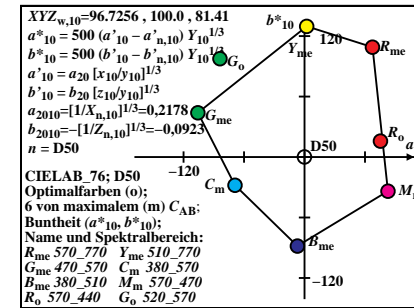 XYZw,10=96.7256 , 100.0 , 81.41
a*10 = 500 (a'10 - a'n,10) Y10^1/3
b*10 = 500 (b'10 - b'n,10) Y10^1/3
a'10 = a20 [x10/y10]^1/3
b'10 = b20 [z10/y10]^1/3
a2010=[1/Xn,10]^1/3=0,2178
b2010=–[1/Zn,10]^1/3=–0,0923
n = D50
CIELAB_76; D50
Optimalfarben (o);
6 von maximalem (m) CAB;
Buntheit (a*10, b*10);
Name und Spektralbereich:
Rme 570_770 Yme 510_770
Gme 470_570 Cm 380_570
Bme 380_510 Mm 570_470
Ro 570_440 Go 520_570
b*10
Yme
120
Rme
Go
Gme
Ro
D50
a
–120
Cm
Bme
–120